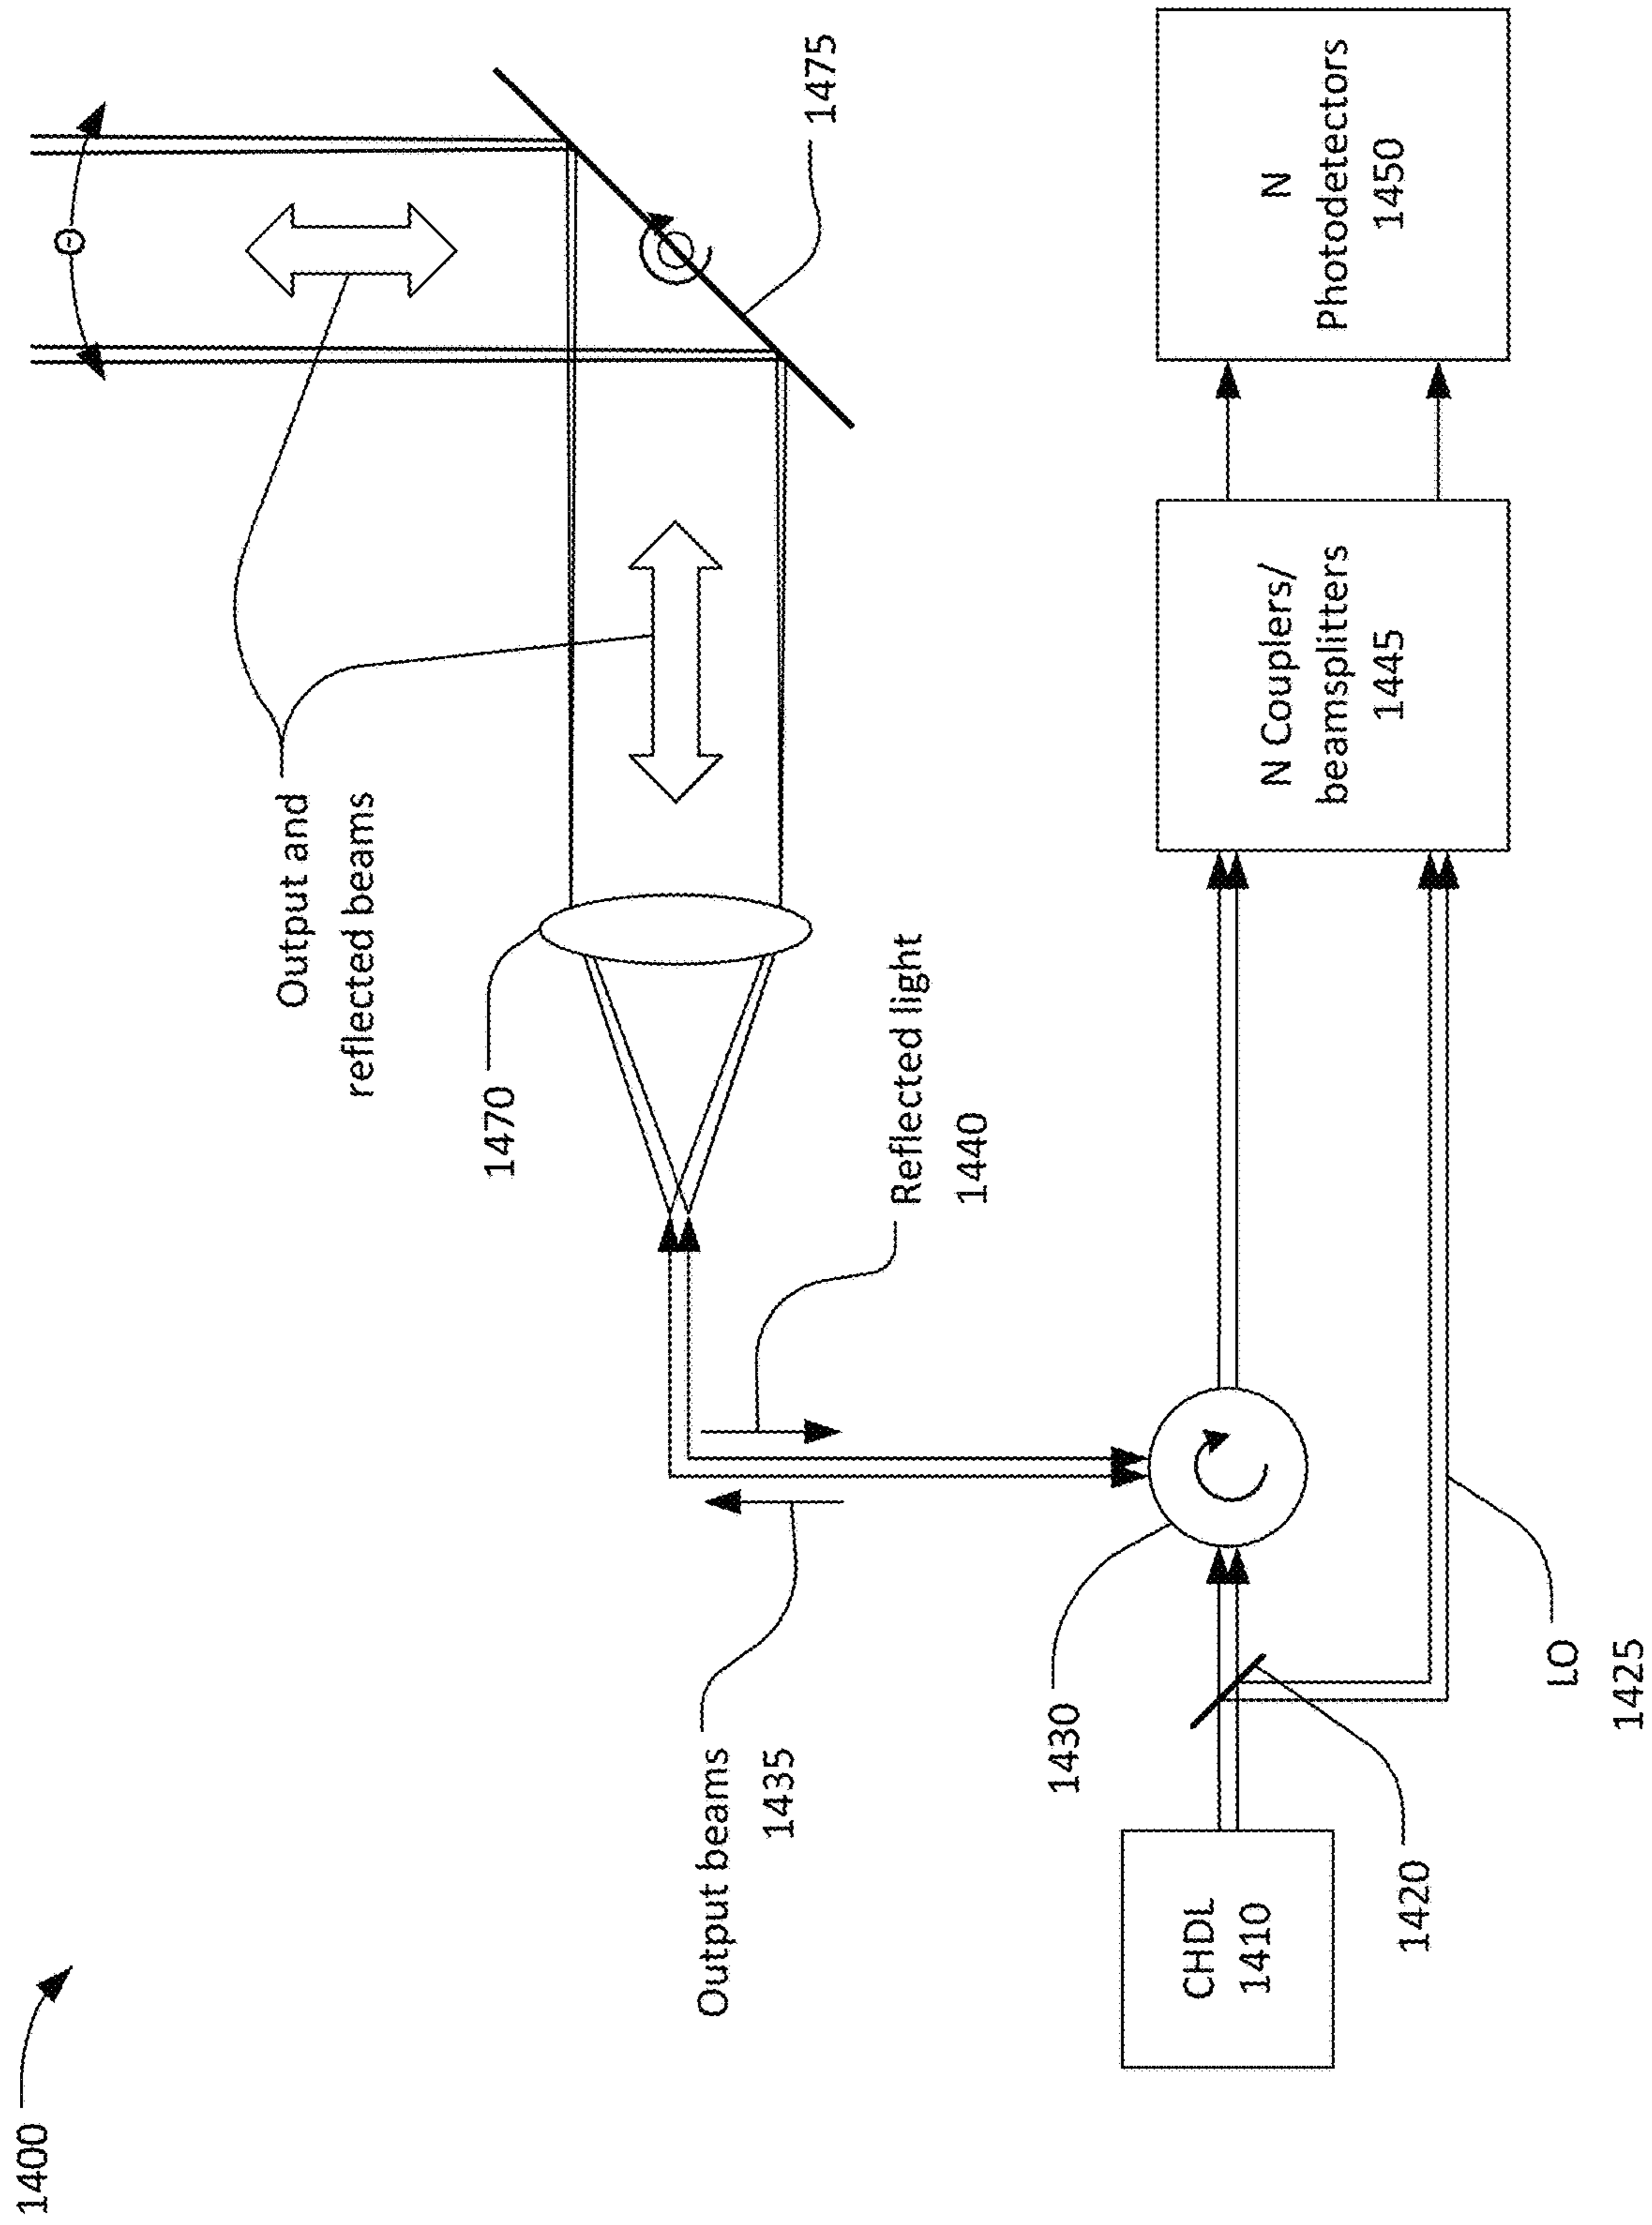 1400
Output and
reflected beams
Θ
1475
1470
Output beams
1435
Reflected light
1440
1430
CHDL
1410
1420
LO
1425
N Couplers/
beamsplitters
1445
N
Photodetectors
1450